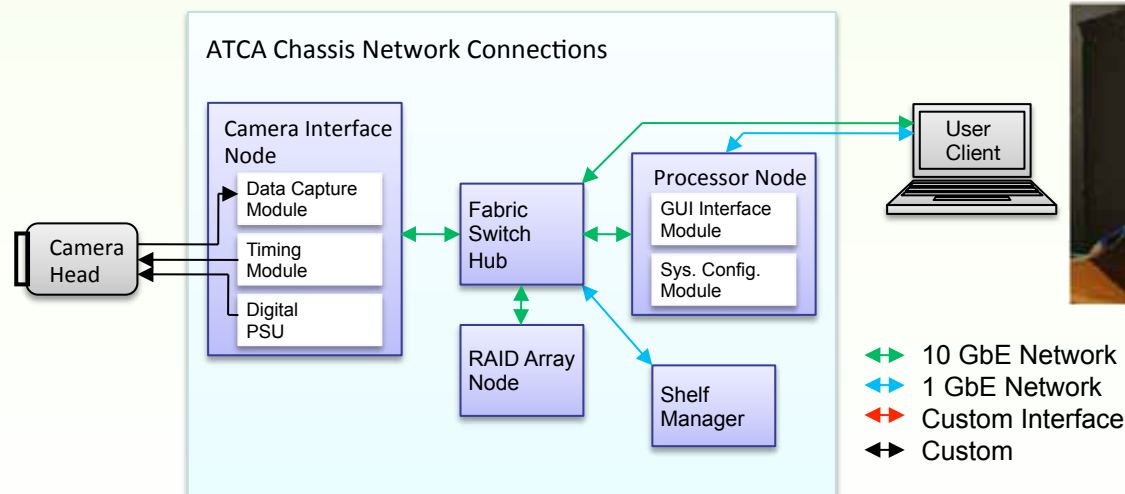 ATCA Chassis Network Connections
Camera Interface
Node
Data Capture
Module
Timing
Module
Digital
PSU
Camera
Head
Fabric
Switch
Hub
RAID Array
Node
Processor Node
GUI Interface
Module
Sys. Config.
Module
Shelf
Manager
User
Client
10 GbE Network
1 GbE Network
Custom Interface
Custom